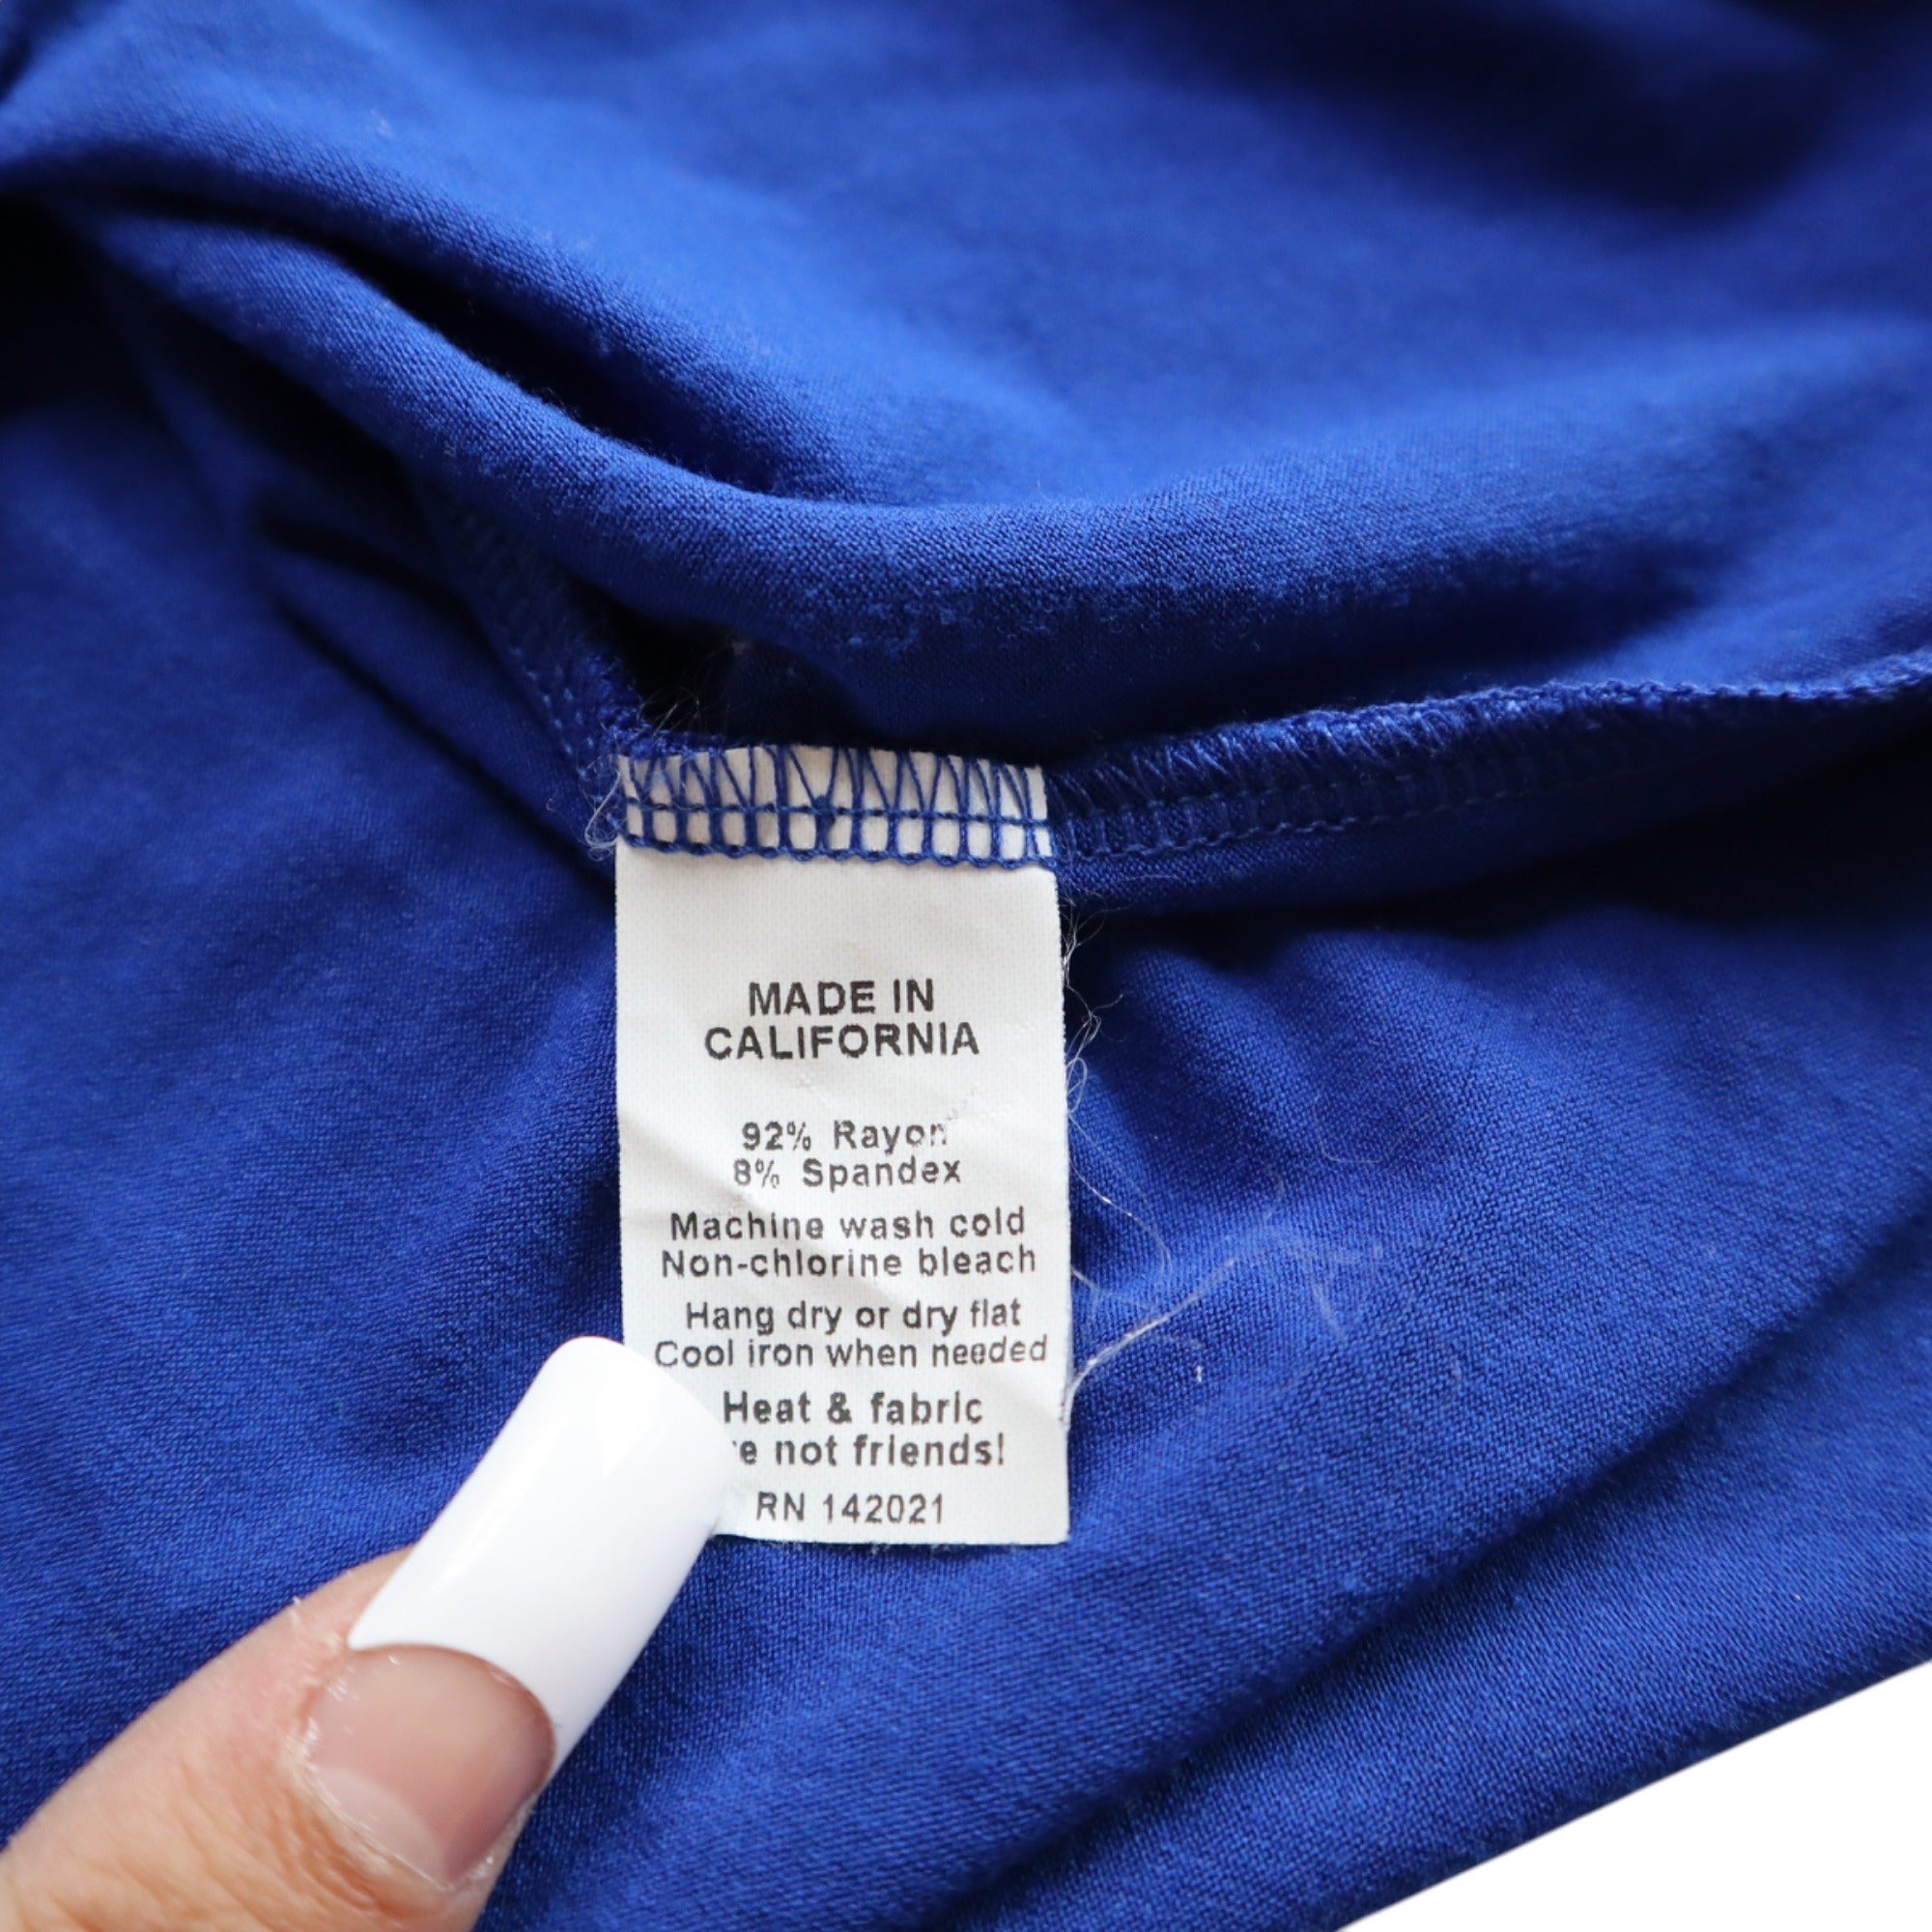 MADE IN
CALIFORNIA
92% Rayon
8% Spandex
Machine wash cold
Non-chlorine bleach
Hang dry or dry flat
Cool iron when needed
Heat & fabric
not friends!
RN 142021